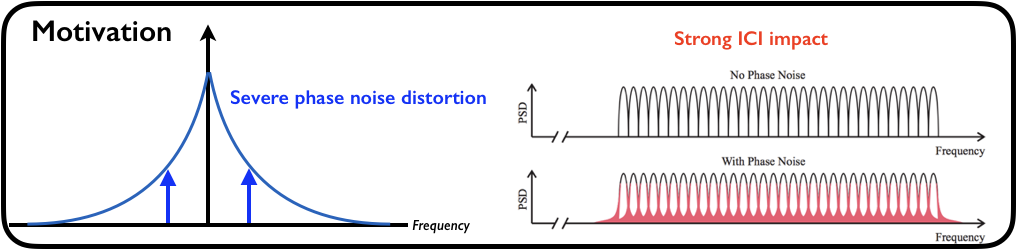 Motivation
Severe phase noise distortion
Frequency
Strong ICI impact
No Phase Noise
PSD
Frequency
With Phase Noise
PSD
Frequency